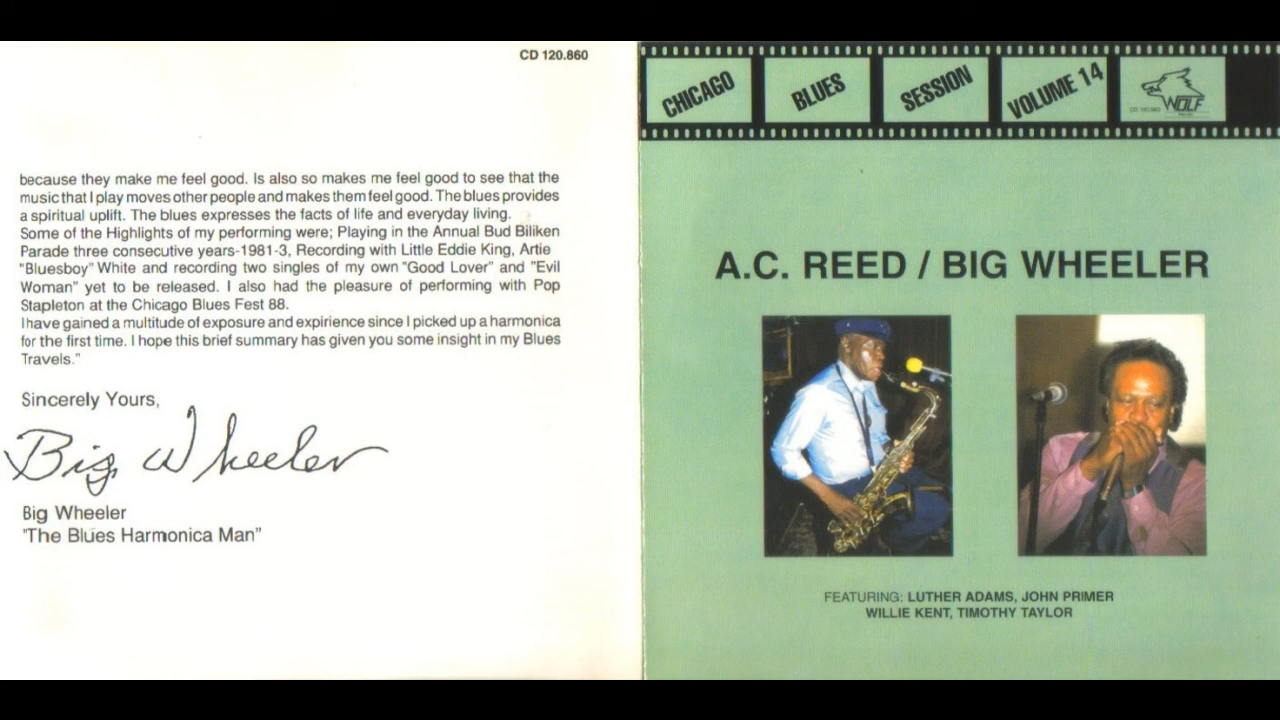 CD 120.860
because they make me feel good. Is also so makes me feel good to see that the
music that I play moves other people and makes them feel good. The blues provides
a spiritual uplift. The blues expresses the facts of life and everyday living.
Some of the Highlights of my performing were; Playing in the Annual Bud Biliken
Parade three consecutive years-1981-3, Recording with Little Eddie King, Artie
"Bluesboy" White and recording two singles of my own "Good Lover" and "Evil
Woman" yet to be released. I also had the pleasure of performing with Pop
Stapleton at the Chicago Blues Fest 88.
I have gained a multitude of exposure and expirience since I picked up a harmonica
for the first time. I hope this brief summary has given you some insight in my Blues
Travels."
Sincerely Yours,
Big Wheeler
Big Wheeler
"The Blues Harmonica Man"
CHICAGO
BLUES
SESSION
VOLUME 14
CD 120.860 WOLF
A.C. REED / BIG WHEELER
FEATURING: LUTHER ADAMS, JOHN PRIMER
WILLIE KENT, TIMOTHY TAYLOR